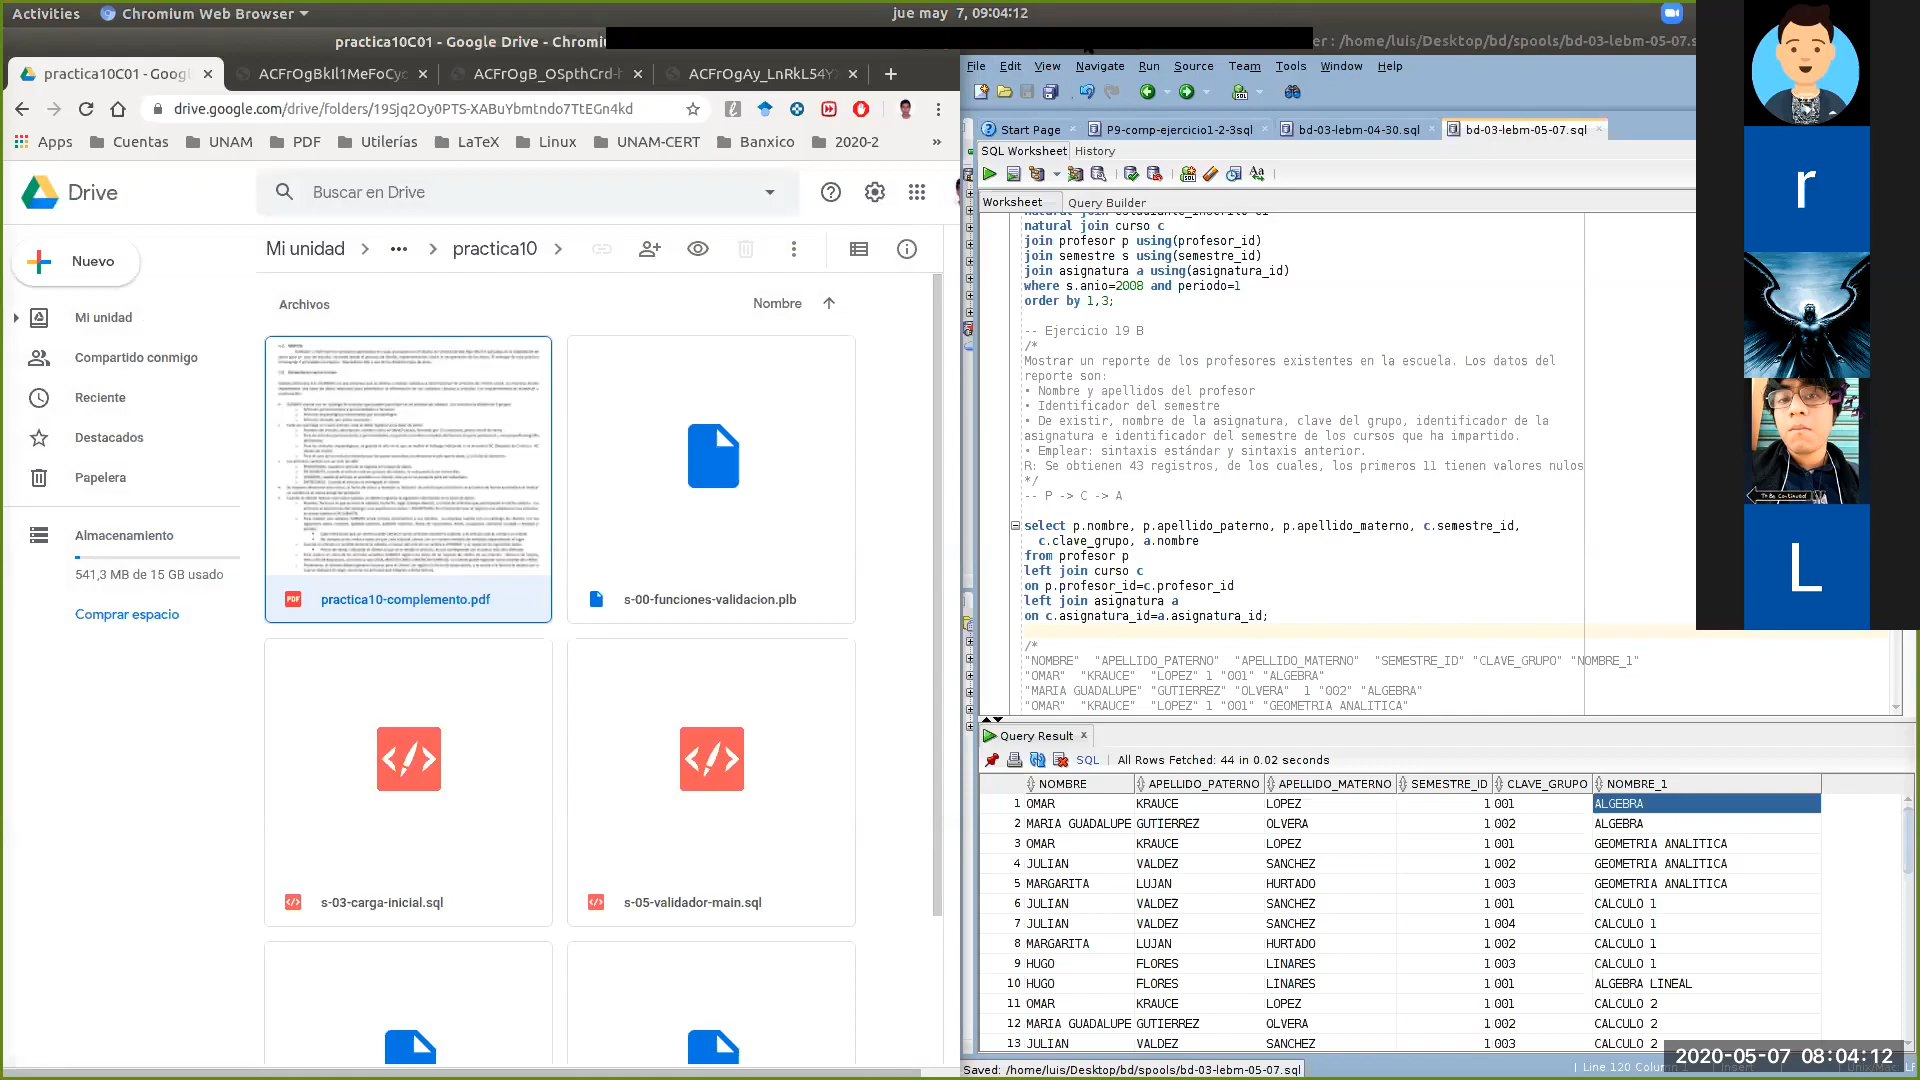 Activities
Chromium Web Browser
jue may 7, 09:04:12
practica10C01 - Google Drive - Chromiu
er : /home/luis/Desktop/bd/spools/bd-03-lebm-05-07.s
practica10C01 - Googl
ACFrOgBkIl1MeFoCyc
ACFrOgB_OSpthCrd-h
ACFrOgAy_LnRkL54Y
drive.google.com/drive/folders/19Sjq2Oy0PTS-XABuYbmtndo7TtEGn4kd
Apps
Cuentas
UNAM
PDF
Utilerías
LaTeX
Linux
UNAM-CERT
Banxico
2020-2
»
Drive
Buscar en Drive
Nuevo
Mi unidad
practica10
Mi unidad
Compartido conmigo
Reciente
Destacados
Papelera
Almacenamiento
541,3 MB de 15 GB usado
Comprar espacio
Archivos
Nombre
practica10-complemento.pdf
s-00-funciones-validacion.plb
s-03-carga-inicial.sql
s-05-validador-main.sql
File Edit View Navigate Run Source Team Tools Window Help
Start Page
P9-comp-ejercicio1-2-3sql
bd-03-lebm-04-30.sql
bd-03-lebm-05-07.sql
SQL Worksheet
History
Worksheet
Query Builder
natural join estudiante_inscrito ei
natural join curso c
join profesor p using(profesor_id)
join semestre s using(semestre_id)
join asignatura a using(asignatura_id)
where s.anio=2008 and periodo=1
order by 1,3;
-- Ejercicio 19 B
/*
Mostrar un reporte de los profesores existentes en la escuela. Los datos del
reporte son:
• Nombre y apellidos del profesor
• Identificador del semestre
• De existir, nombre de la asignatura, clave del grupo, identificador de la
asignatura e identificador del semestre de los cursos que ha impartido.
• Emplear: sintaxis estándar y sintaxis anterior.
R: Se obtienen 43 registros, de los cuales, los primeros 11 tienen valores nulos
*/
-- P -> C -> A
select p.nombre, p.apellido_paterno, p.apellido_materno, c.semestre_id,
c.clave_grupo, a.nombre
from profesor p
left join curso c
on p.profesor_id=c.profesor_id
left join asignatura a
on c.asignatura_id=a.asignatura_id;
/*
"NOMBRE" "APELLIDO_PATERNO" "APELLIDO_MATERNO" "SEMESTRE_ID" "CLAVE_GRUPO" "NOMBRE_1"
"OMAR" "KRAUCE" "LOPEZ" 1 "001" "ALGEBRA"
"MARIA GUADALUPE" "GUTIERREZ" "OLVERA" 1 "002" "ALGEBRA"
"OMAR" "KRAUCE" "LOPEZ" 1 "001" "GEOMETRIA ANALITICA"
Query Result
SQL | All Rows Fetched: 44 in 0.02 seconds
NOMBRE APELLIDO_PATERNO APELLIDO_MATERNO SEMESTRE_ID CLAVE_GRUPO NOMBRE_1
1 OMAR KRAUCE LOPEZ 1 001 ALGEBRA
2 MARIA GUADALUPE GUTIERREZ OLVERA 1 002 ALGEBRA
3 OMAR KRAUCE LOPEZ 1 001 GEOMETRIA ANALITICA
4 JULIAN VALDEZ SANCHEZ 1 002 GEOMETRIA ANALITICA
5 MARGARITA LUJAN HURTADO 1 003 GEOMETRIA ANALITICA
6 JULIAN VALDEZ SANCHEZ 1 001 CALCULO 1
7 JULIAN VALDEZ SANCHEZ 1 004 CALCULO 1
8 MARGARITA LUJAN HURTADO 1 002 CALCULO 1
9 HUGO FLORES LINARES 1 003 CALCULO 1
10 HUGO FLORES LINARES 1 001 ALGEBRA LINEAL
11 OMAR KRAUCE LOPEZ 1 001 CALCULO 2
12 MARIA GUADALUPE GUTIERREZ OLVERA 1 002 CALCULO 2
13 JULIAN VALDEZ SANCHEZ 1 003 CALCULO 2
Saved: /home/luis/Desktop/bd/spools/bd-03-lebm-05-07.sql
Line 120 Column
2020-05-07 08:04:12
r
To Be Continued
L